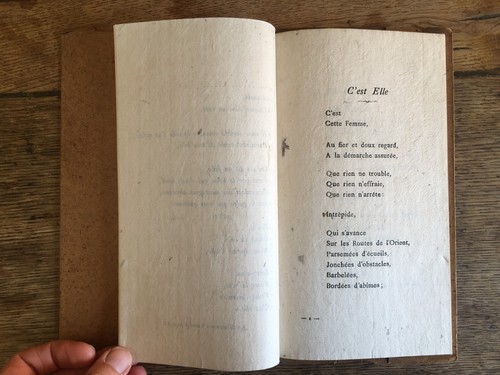 C'est Elle
C'est
Cette Femme,
Au fier et doux regard,
A la démarche assurée,
Que rien ne trouble,
Que rien n'effraie,
Que rien n'arrête:
Intrépide,
Qui s'avance
Sur les Routes de l'Orient,
Parsemées d'écueils,
Jonchées d'obstacles,
Barbelées,
Bordées d'abîmes;